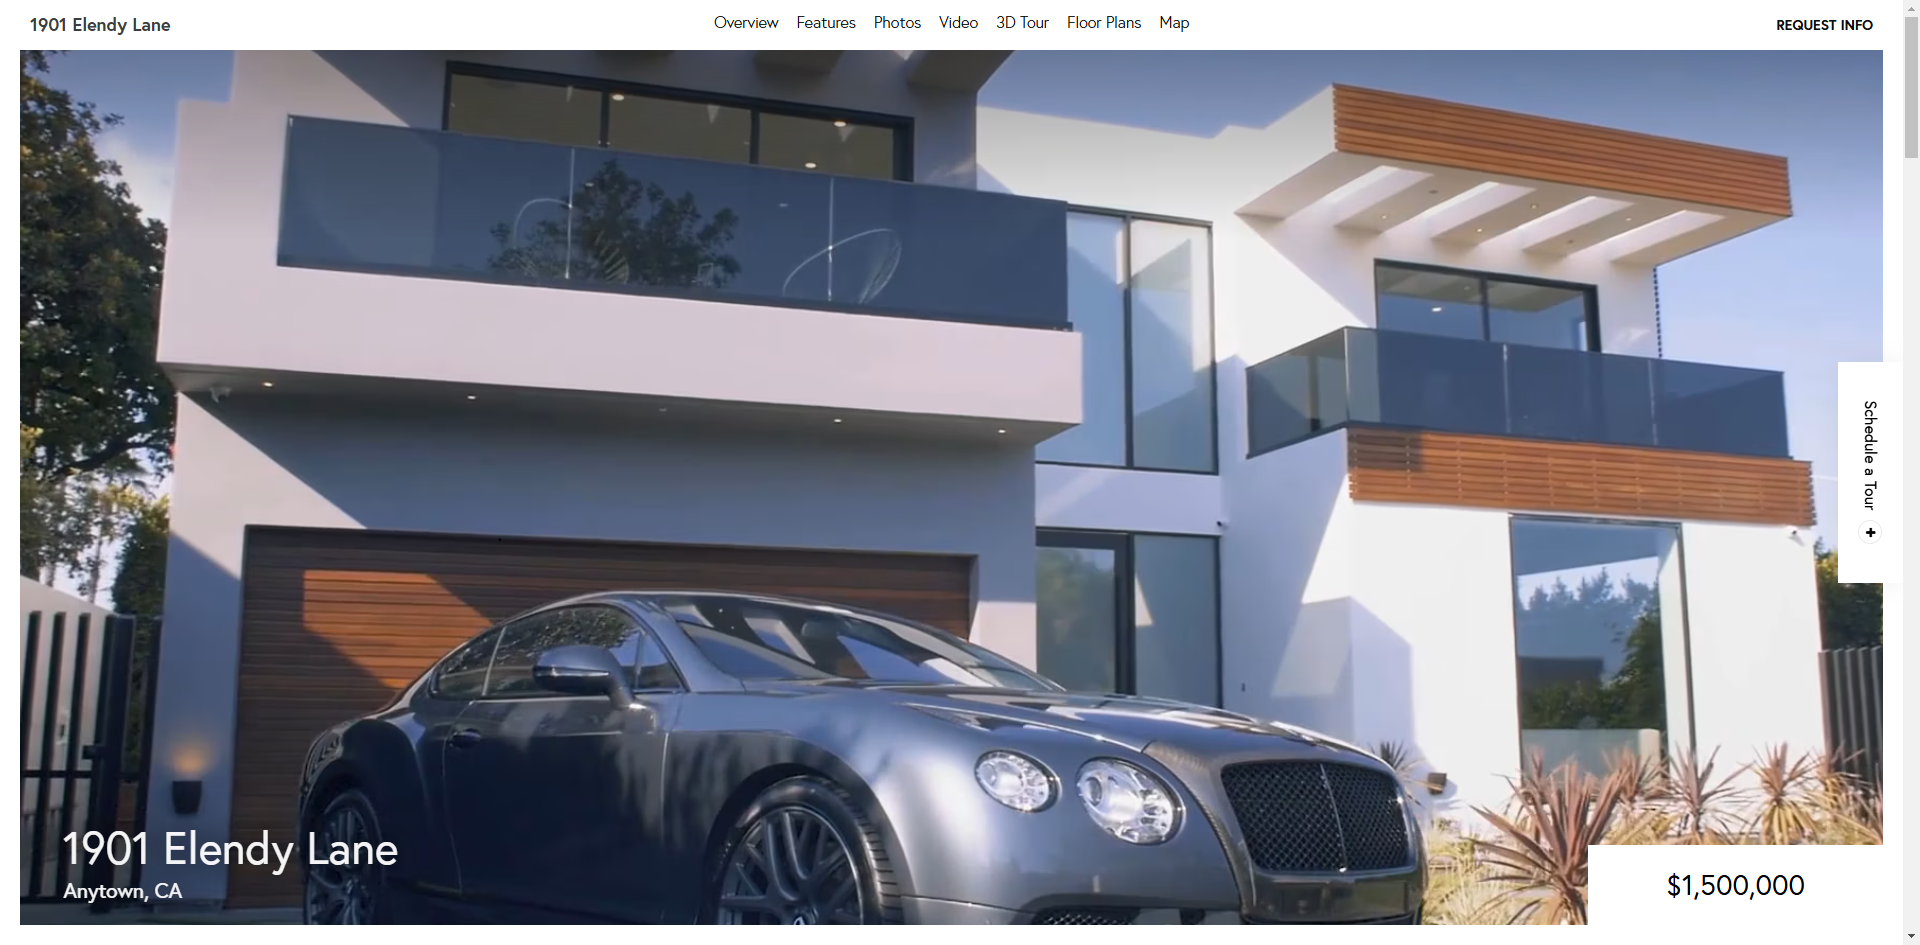 1901 Elendy Lane
Overview Features Photos Video 3D Tour Floor Plans Map
REQUEST INFO
Schedule a Tour
1901 Elendy Lane
Anytown, CA
$1,500,000